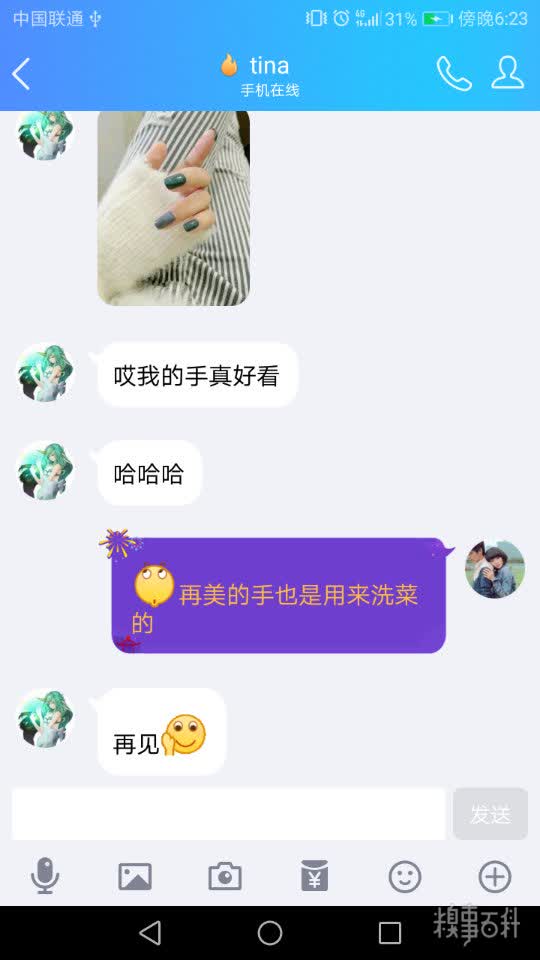 中国联通 4G 31% 傍晚6:23
tina
手机在线
哎我的手真好看
哈哈哈
再美的手也是用来洗菜
的
再见
发送
糗事百科